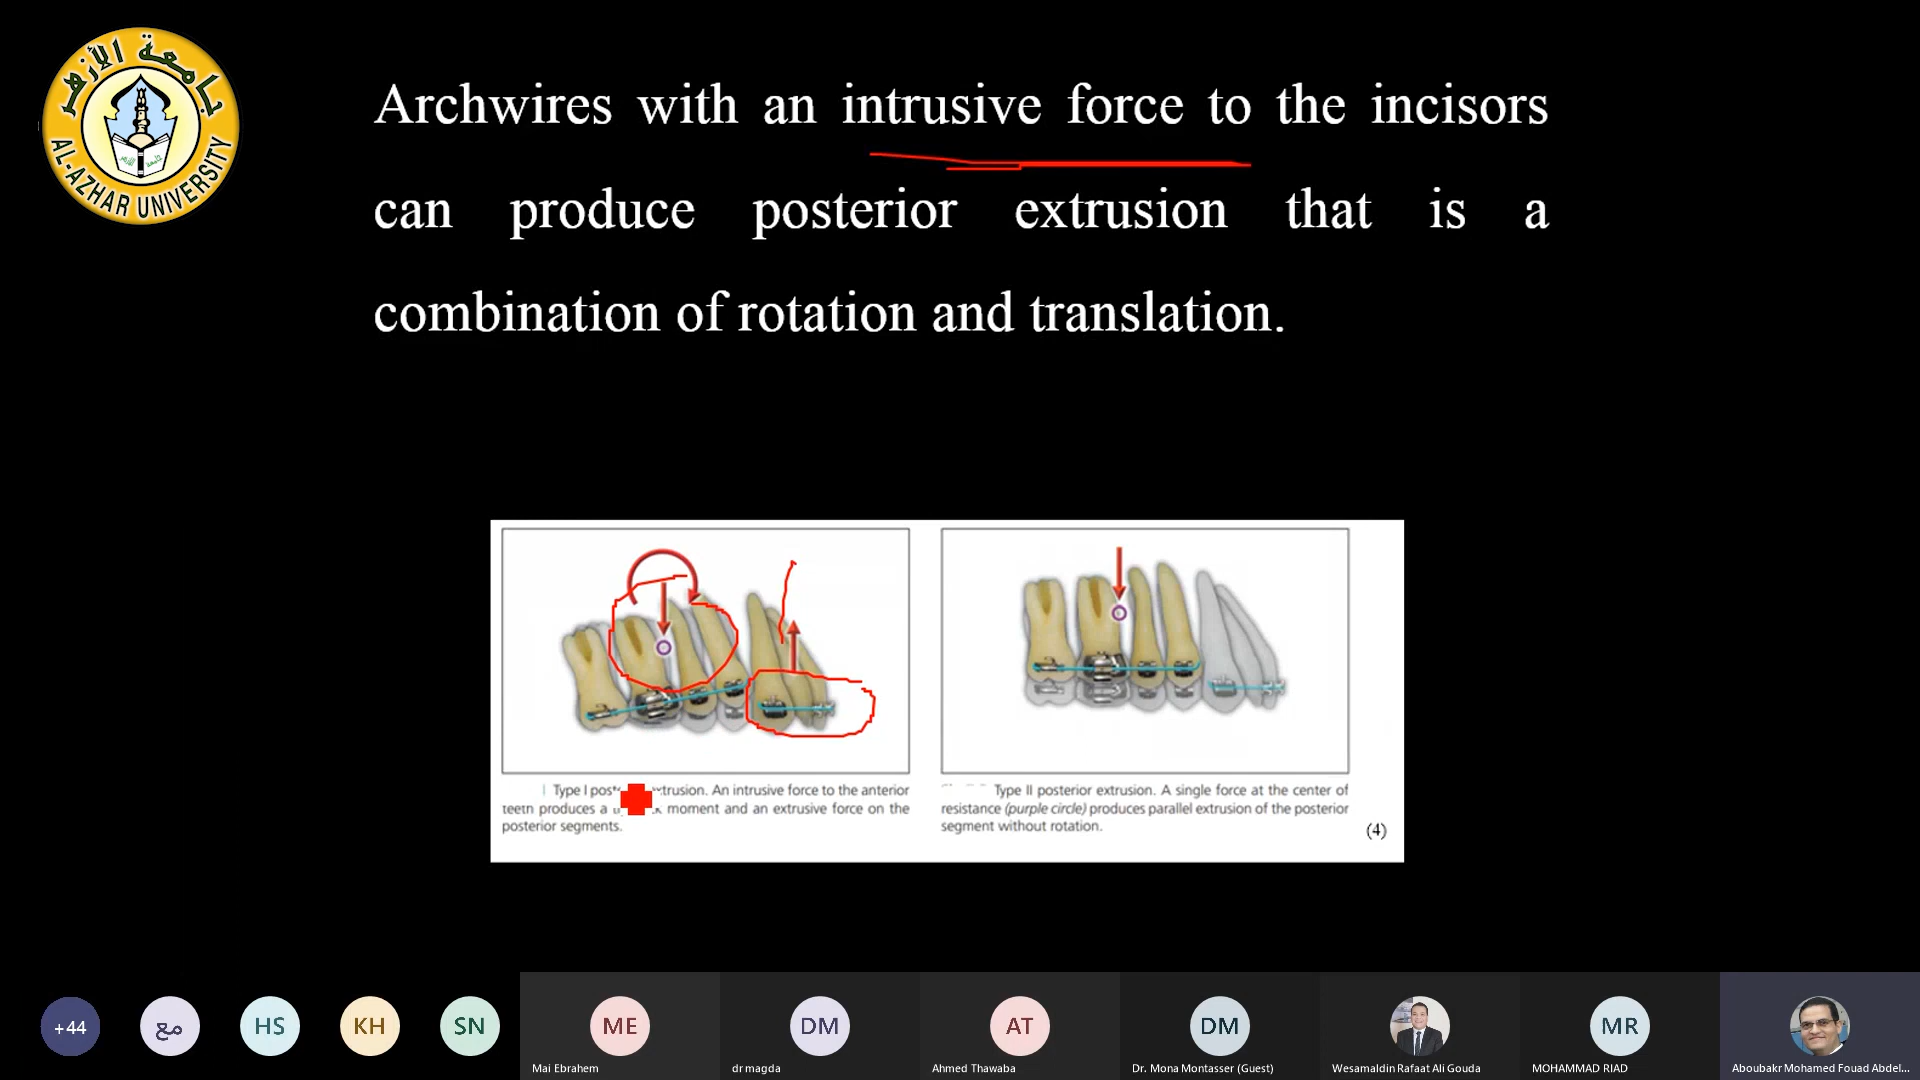 جامعة الأزهر
AL-AZHAR UNIVERSITY
Archwires with an intrusive force to the incisors
can produce posterior extrusion that is a
combination of rotation and translation.
Type I extrusion. An intrusive force to the anterior
teeth produces a moment and an extrusive force on the
posterior segments.
Type II posterior extrusion. A single force at the center of
resistance (purple circle) produces parallel extrusion of the posterior
segment without rotation.
(4)
+44
مع
HS
KH
SN
ME
DM
AT
DM
MR
Mai Ebrahem
dr magda
Ahmed Thawaba
Dr. Mona Montasser (Guest)
Wesamaldin Rafaat Ali Gouda
MOHAMMAD RIAD
Aboubakr Mohamed Fouad Abdel...